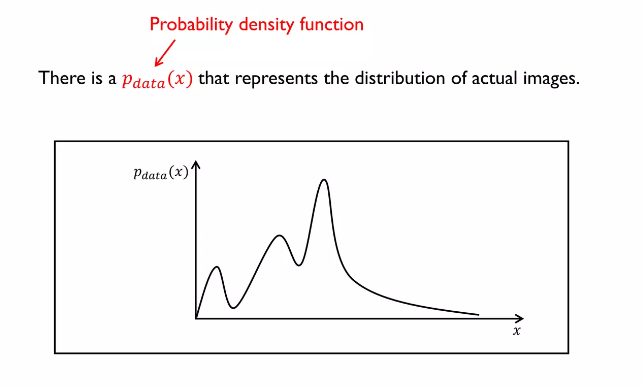 Probability density function
There is a p_data(x) that represents the distribution of actual images.
p_data(x)
x